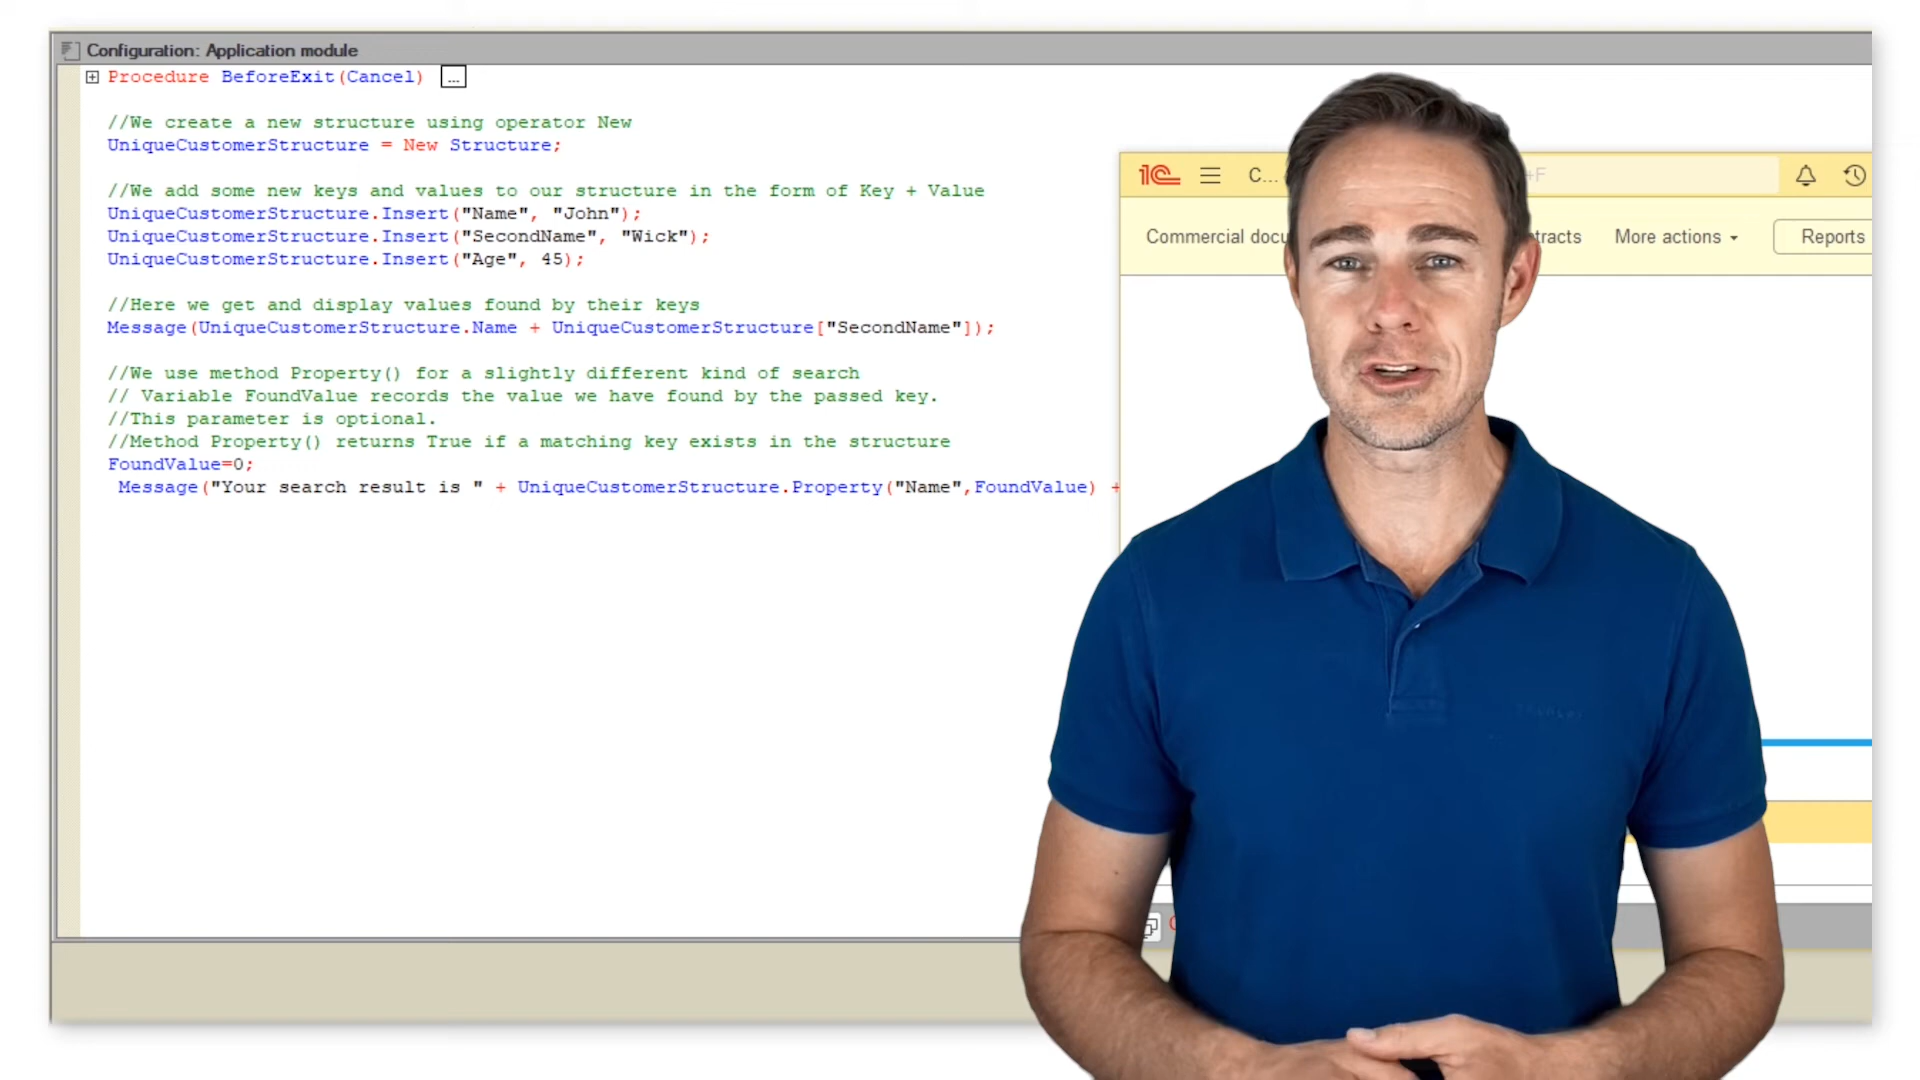 Configuration: Application module
Procedure BeforeExit(Cancel) ...
//We create a new structure using operator New
UniqueCustomerStructure = New Structure;
//We add some new keys and values to our structure in the form of Key + Value
UniqueCustomerStructure.Insert("Name", "John");
UniqueCustomerStructure.Insert("SecondName", "Wick");
UniqueCustomerStructure.Insert("Age", 45);
//Here we get and display values found by their keys
Message(UniqueCustomerStructure.Name + UniqueCustomerStructure["SecondName"]);
//We use method Property() for a slightly different kind of search
// Variable FoundValue records the value we have found by the passed key.
//This parameter is optional.
//Method Property() returns True if a matching key exists in the structure
FoundValue=0;
Message("Your search result is " + UniqueCustomerStructure.Property("Name",FoundValue) +
1C C... +F
Commercial docu tracts More actions Reports